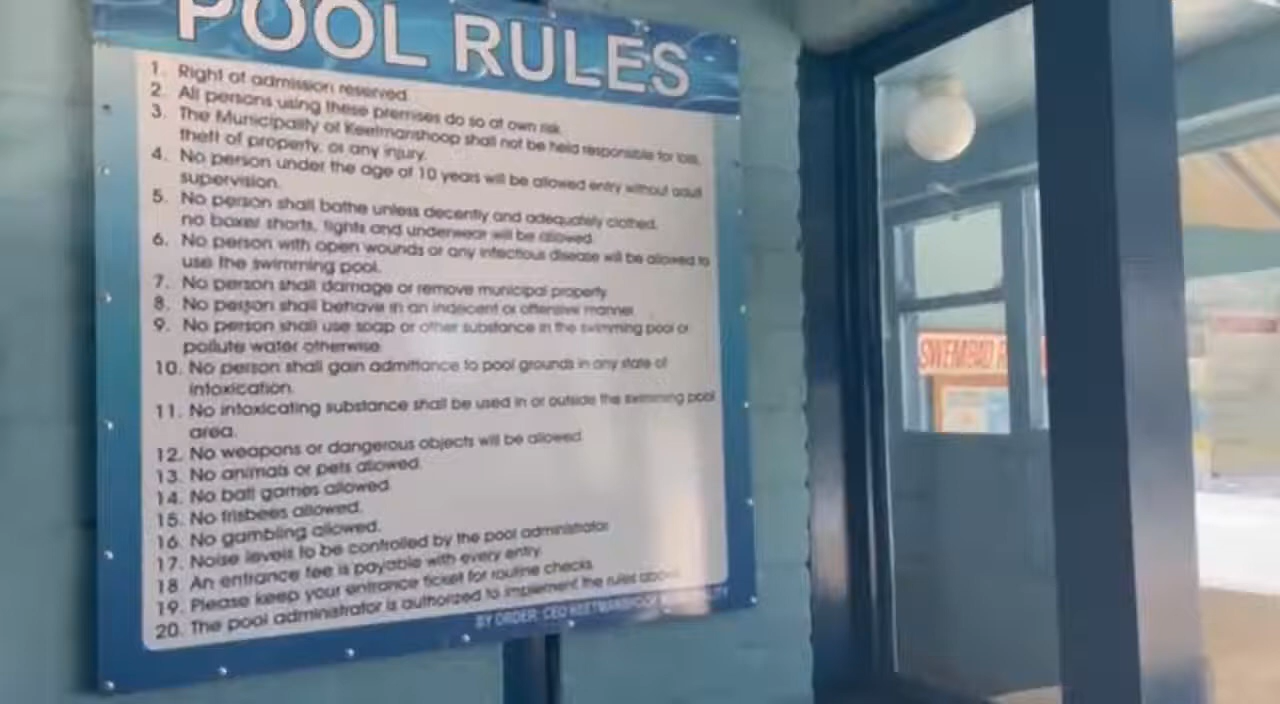 POOL RULES
1. Right of admission reserved.
2. All persons using these premises do so at own risk.
3. The Municipality of Keetmanshoop shall not be held responsible for loss,
theft of property, or any injury.
4. No person under the age of 10 years will be allowed entry without adult
supervision.
5. No person shall bathe unless decently and adequately clothed,
no boxer shorts, tights and underwear will be allowed.
6. No person with open wounds or any infectious disease will be allowed to
use the swimming pool.
7. No person shall damage or remove municipal property
8. No person shall behave in an indecent or offensive manner
9. No person shall use soap or other substance in the swimming pool or
pollute water otherwise
10. No person shall gain admittance to pool grounds in any state of
intoxication.
11. No intoxicating substance shall be used in or outside the swimming pool
area.
12. No weapons or dangerous objects will be allowed
13. No animals or pets allowed.
14. No ball games allowed
15. No frisbees allowed.
16. No gambling allowed.
17. Noise levels to be controlled by the pool administrator
18. An entrance fee is payable with every entry.
19. Please keep your entrance ticket for routine checks
20. The pool administrator is authorized to implement the rules above.
BY ORDER: CEO KEETMANSHOOP
SWEMBAD